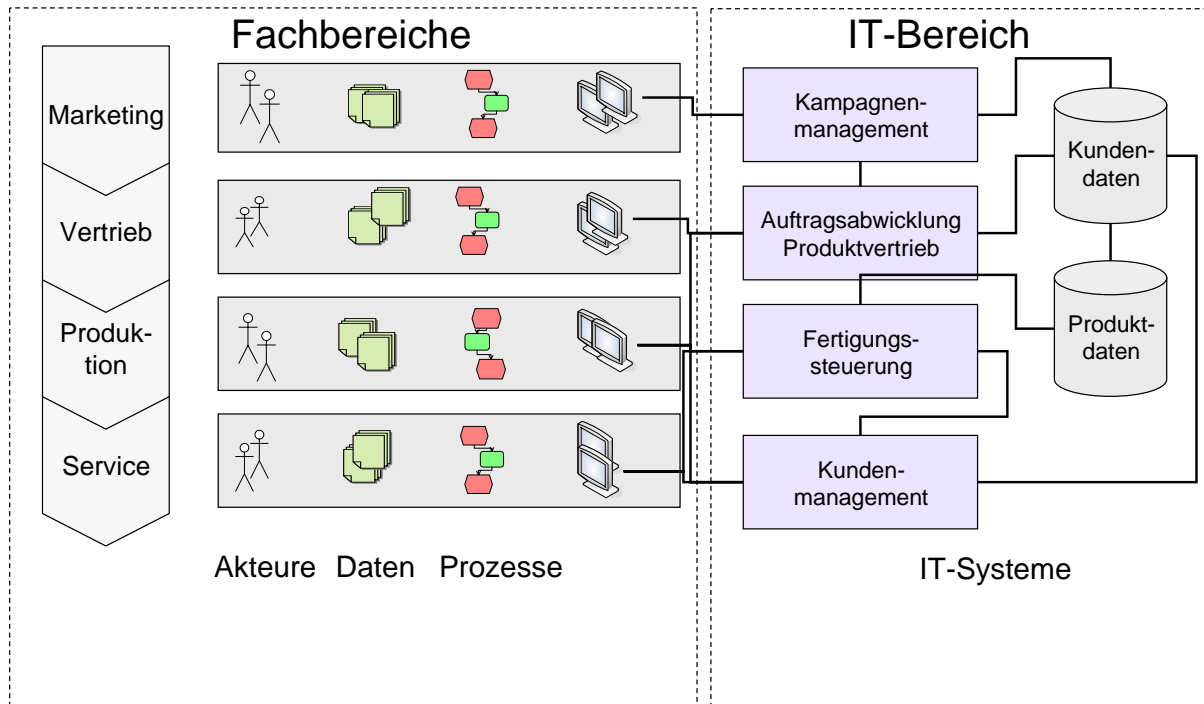 Fachbereiche
IT-Bereich
Marketing
Vertrieb
Produk-
tion
Service
Kampagnen-
management
Auftragsabwicklung
Produktvertrieb
Fertigungs-
steuerung
Kunden-
management
Kunden-
daten
Produkt-
daten
Akteure
Daten
Prozesse
IT-Systeme